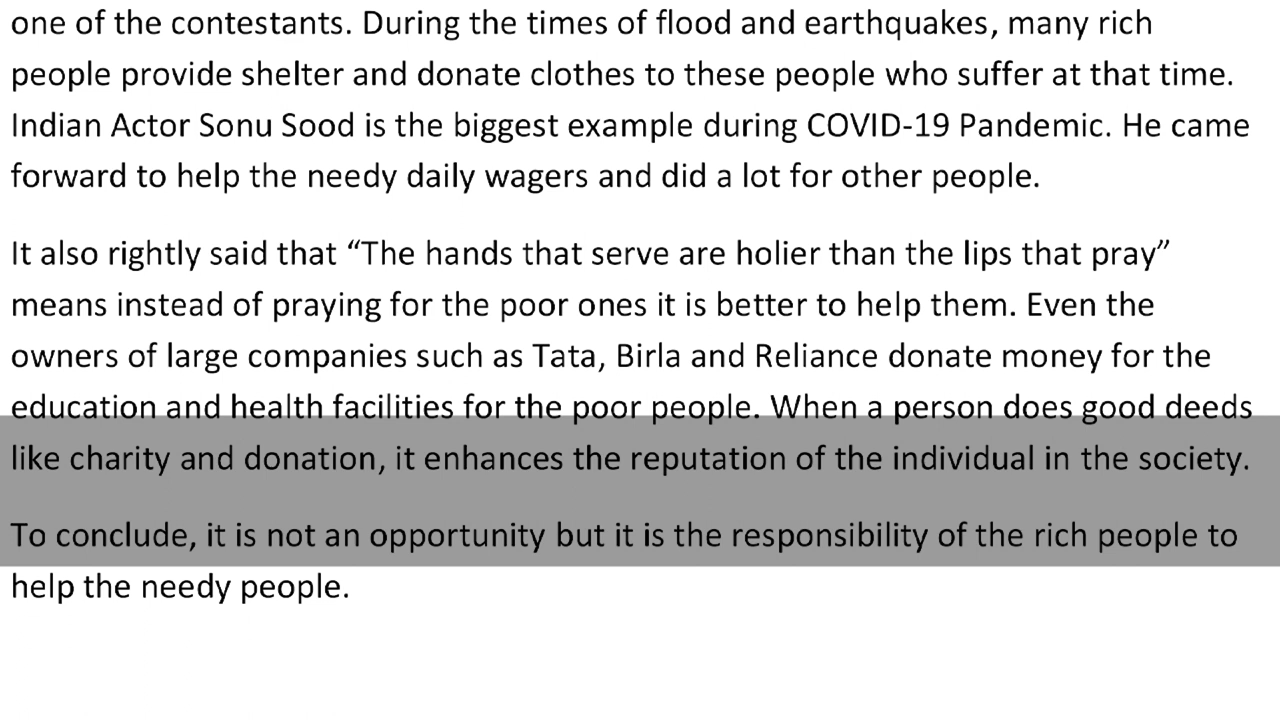 one of the contestants. During the times of flood and earthquakes, many rich
people provide shelter and donate clothes to these people who suffer at that time.
Indian Actor Sonu Sood is the biggest example during COVID-19 Pandemic. He came
forward to help the needy daily wagers and did a lot for other people.
It also rightly said that “The hands that serve are holier than the lips that pray”
means instead of praying for the poor ones it is better to help them. Even the
owners of large companies such as Tata, Birla and Reliance donate money for the
education and health facilities for the poor people. When a person does good deeds
like charity and donation, it enhances the reputation of the individual in the society.
To conclude, it is not an opportunity but it is the responsibility of the rich people to
help the needy people.